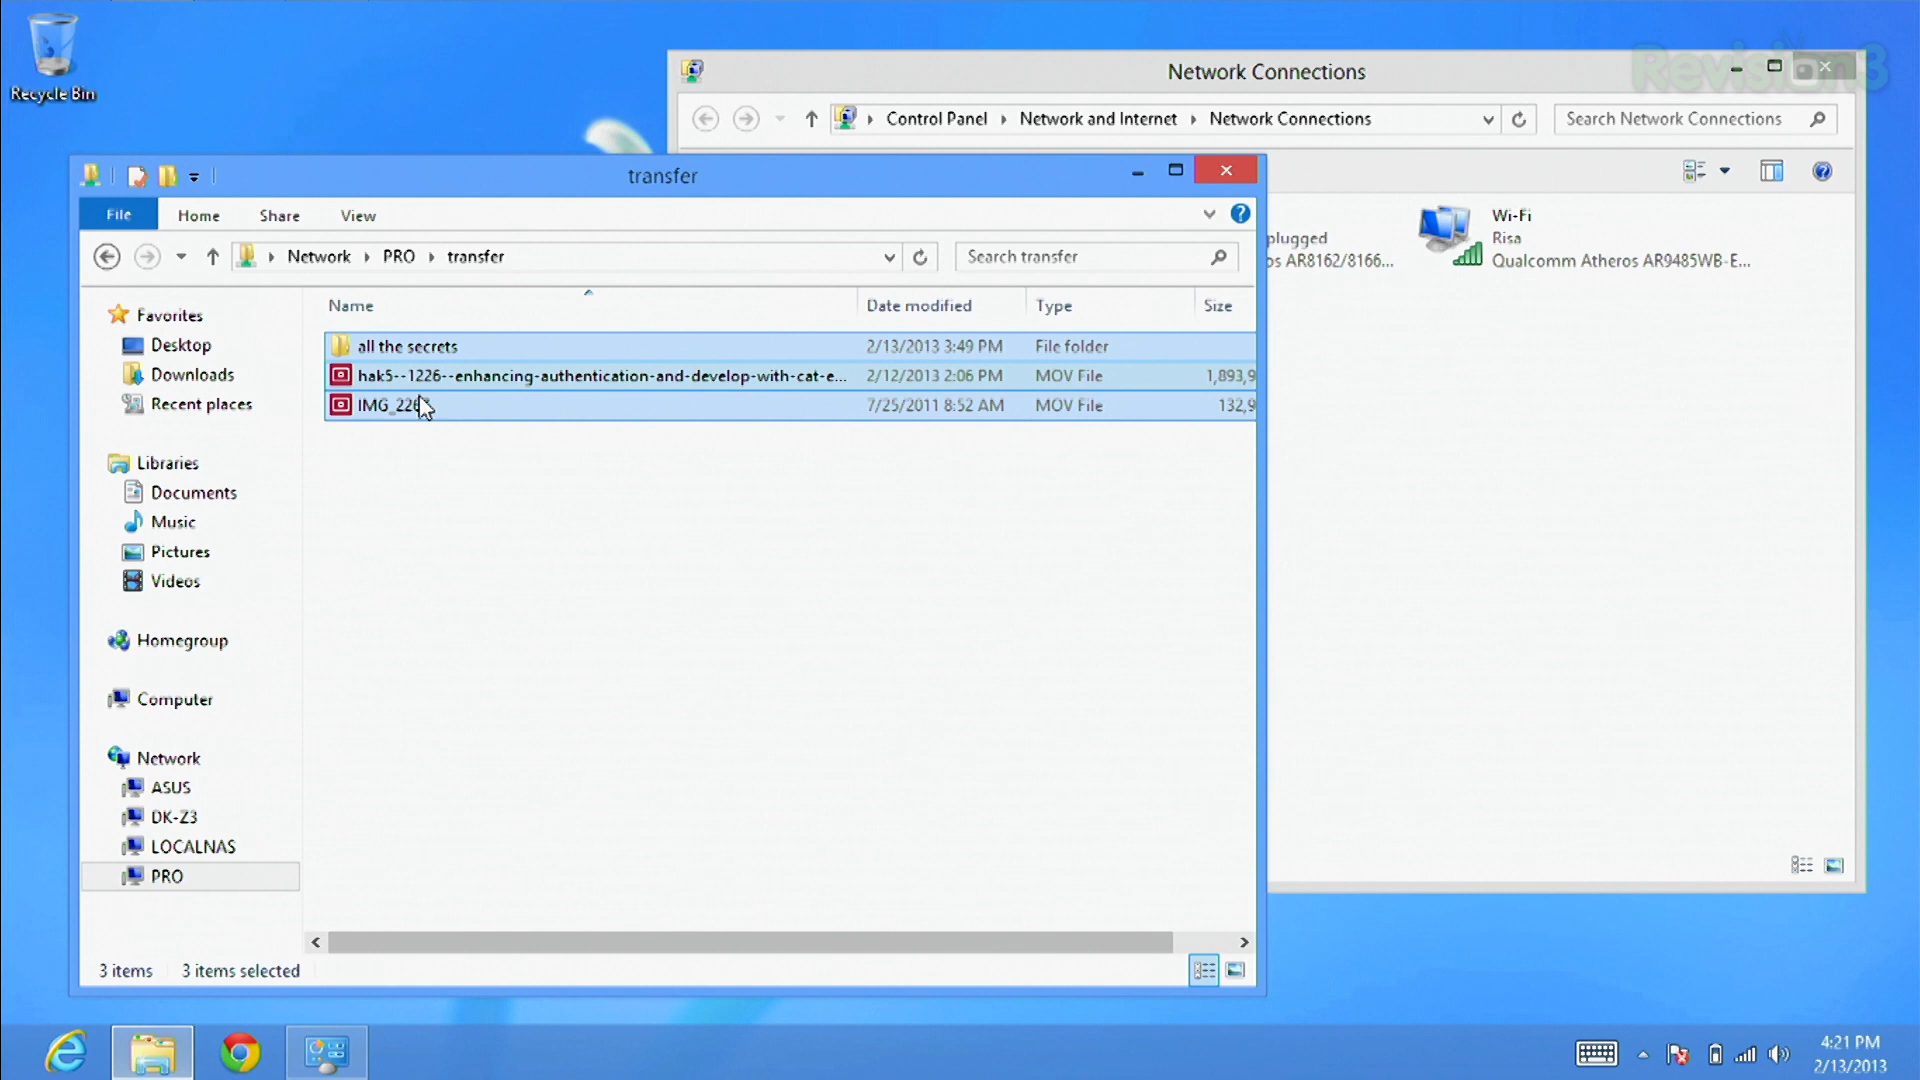 Recycle Bin
Revision3
Network Connections
Control Panel Network and Internet Network Connections
Search Network Connections
plugged
os AR8162/8166...
Wi-Fi
Risa
Qualcomm Atheros AR9485WB-E...
transfer
File Home Share View
Network PRO transfer
Search transfer
Name Date modified Type Size
all the secrets 2/13/2013 3:49 PM File folder
hak5--1226--enhancing-authentication-and-develop-with-cat-e... 2/12/2013 2:06 PM MOV File 1,893,9
7/25/2011 8:52 AM MOV File 132,9
Favorites
Desktop
Downloads
Recent places
Libraries
Documents
Music
Pictures
Videos
Homegroup
Computer
Network
ASUS
DK-Z3
LOCALNAS
PRO
3 items 3 items selected
4:21 PM
2/13/2013